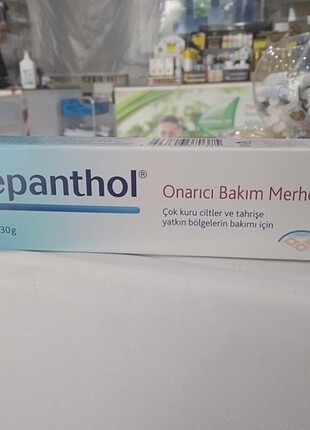 epanthol®
30g
Onarıcı Bakım Merhe
Çok kuru ciltler ve tahrişe
yatkın bölgelerin bakımı için